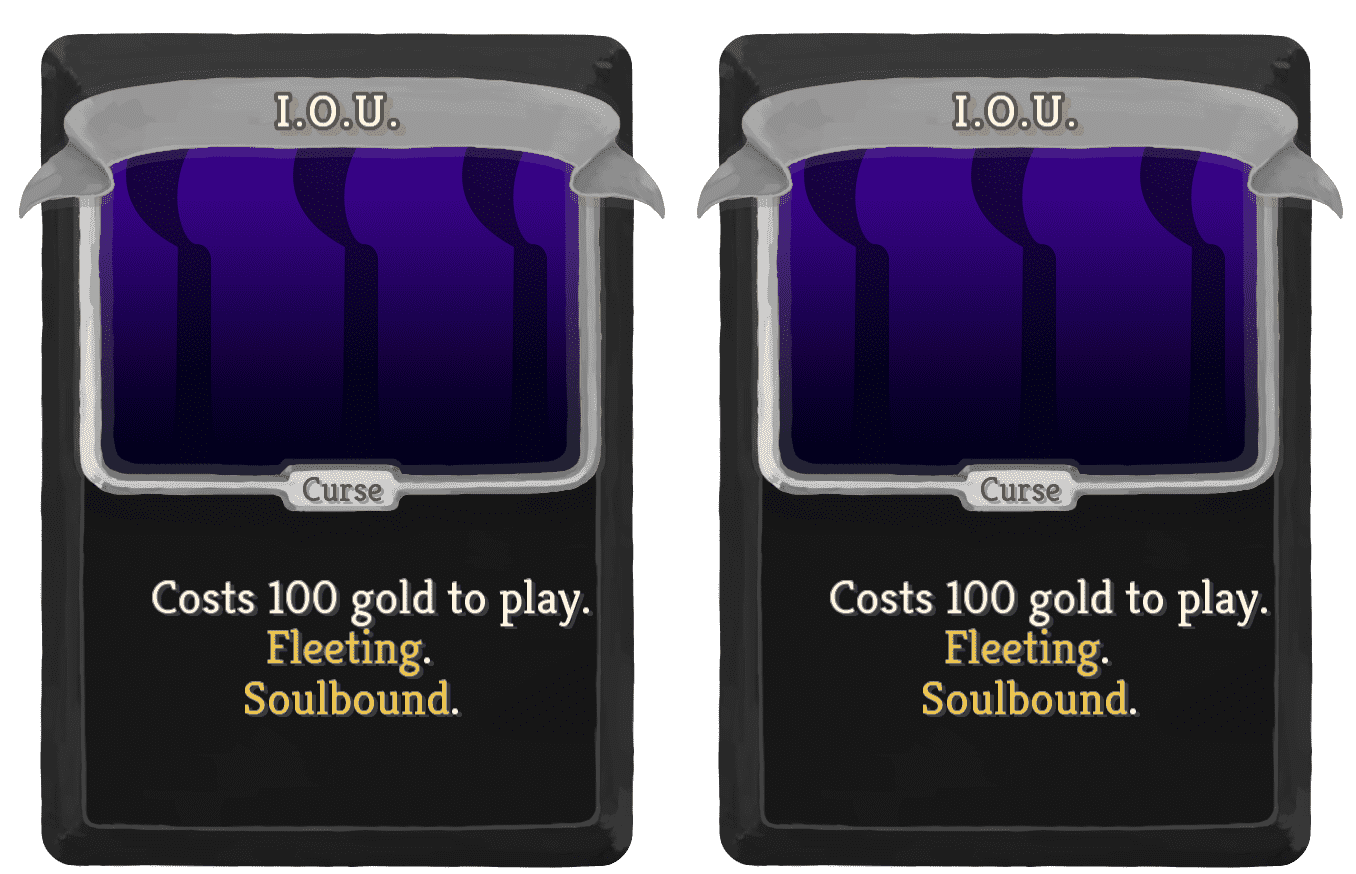 I.O.U.
Curse
Costs 100 gold to play.
Fleeting.
Soulbound.
I.O.U.
Curse
Costs 100 gold to play.
Fleeting.
Soulbound.